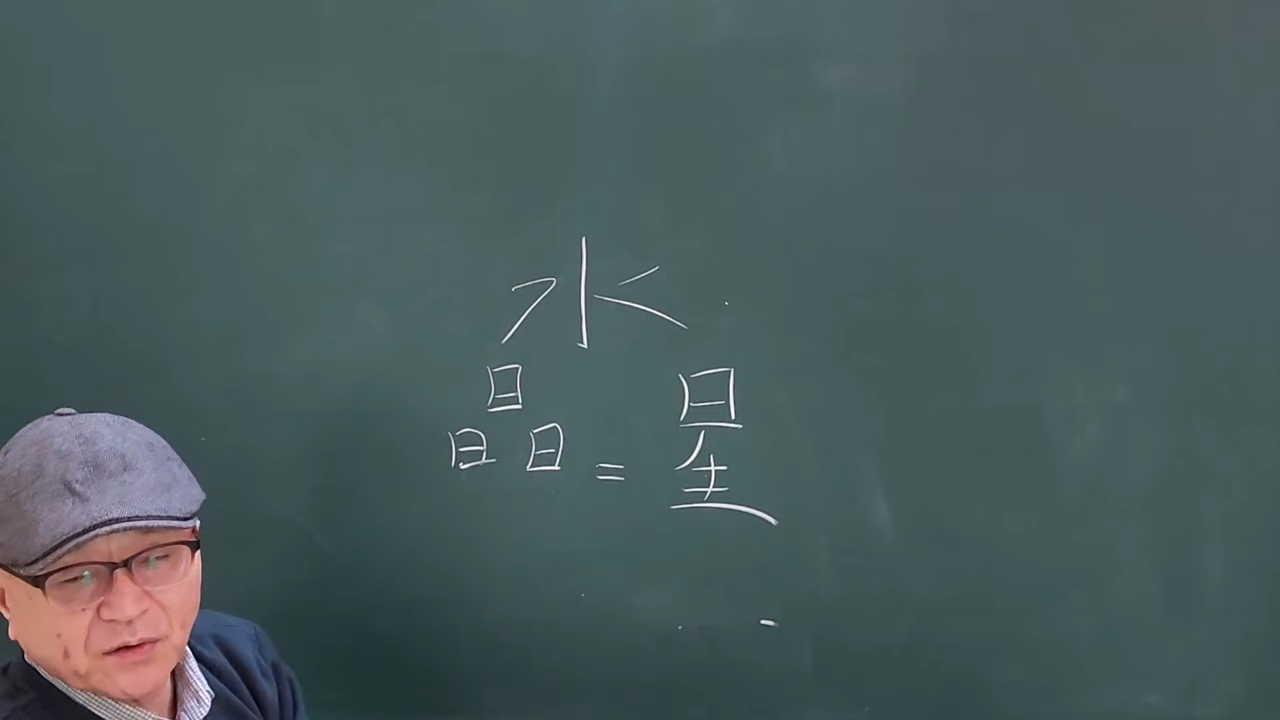 水
晶 = 星